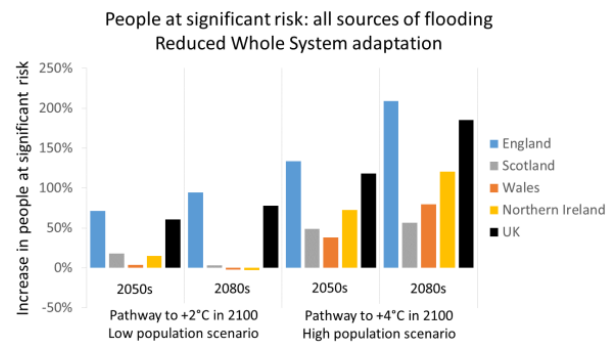 People at significant risk: all sources of flooding
Reduced Whole System adaptation
Increase in people at significant risk
250%
200%
150%
100%
50%
0%
-50%
2050s
2080s
2050s
2080s
Pathway to +2°C in 2100
Low population scenario
Pathway to +4°C in 2100
High population scenario
England
Scotland
Wales
Northern Ireland
UK